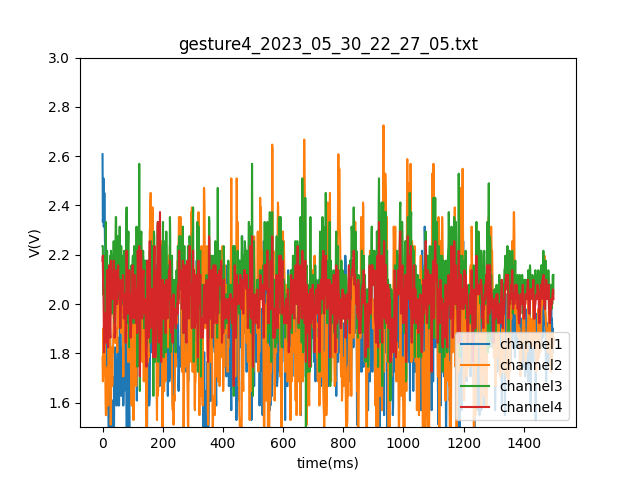 gesture4_2023_05_30_22_27_05.txt
3.0
2.8
2.6
2.4
2.2
2.0
1.8
1.6
V(V)
channel1
channel2
channel3
channel4
0 200 400 600 800 1000 1200 1400
time(ms)